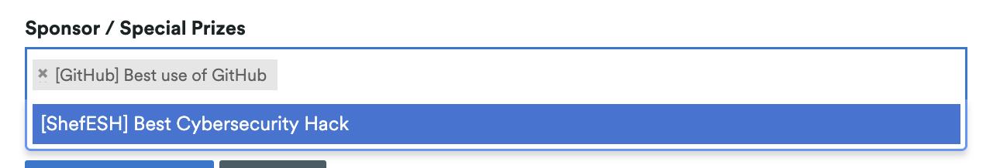 Sponsor / Special Prizes
× [GitHub] Best use of GitHub
[ShefESH] Best Cybersecurity Hack